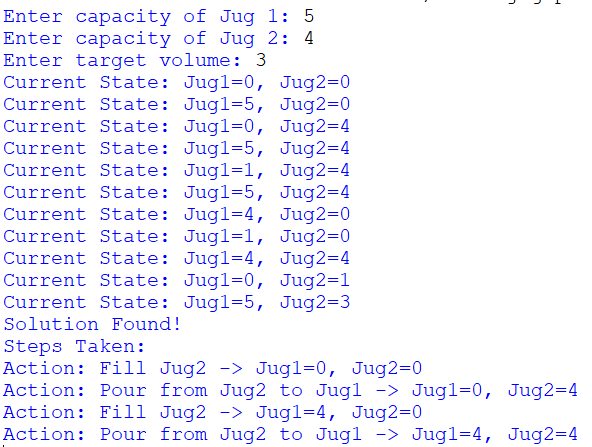 Enter capacity of Jug 1: 5
Enter capacity of Jug 2: 4
Enter target volume: 3
Current State: Jug1=0, Jug2=0
Current State: Jug1=5, Jug2=0
Current State: Jug1=0, Jug2=4
Current State: Jug1=5, Jug2=4
Current State: Jug1=1, Jug2=4
Current State: Jug1=5, Jug2=4
Current State: Jug1=4, Jug2=0
Current State: Jug1=1, Jug2=0
Current State: Jug1=4, Jug2=4
Current State: Jug1=0, Jug2=1
Current State: Jug1=5, Jug2=3
Solution Found!
Steps Taken:
Action: Fill Jug2 -> Jug1=0, Jug2=0
Action: Pour from Jug2 to Jug1 -> Jug1=0, Jug2=4
Action: Fill Jug2 -> Jug1=4, Jug2=0
Action: Pour from Jug2 to Jug1 -> Jug1=4, Jug2=4